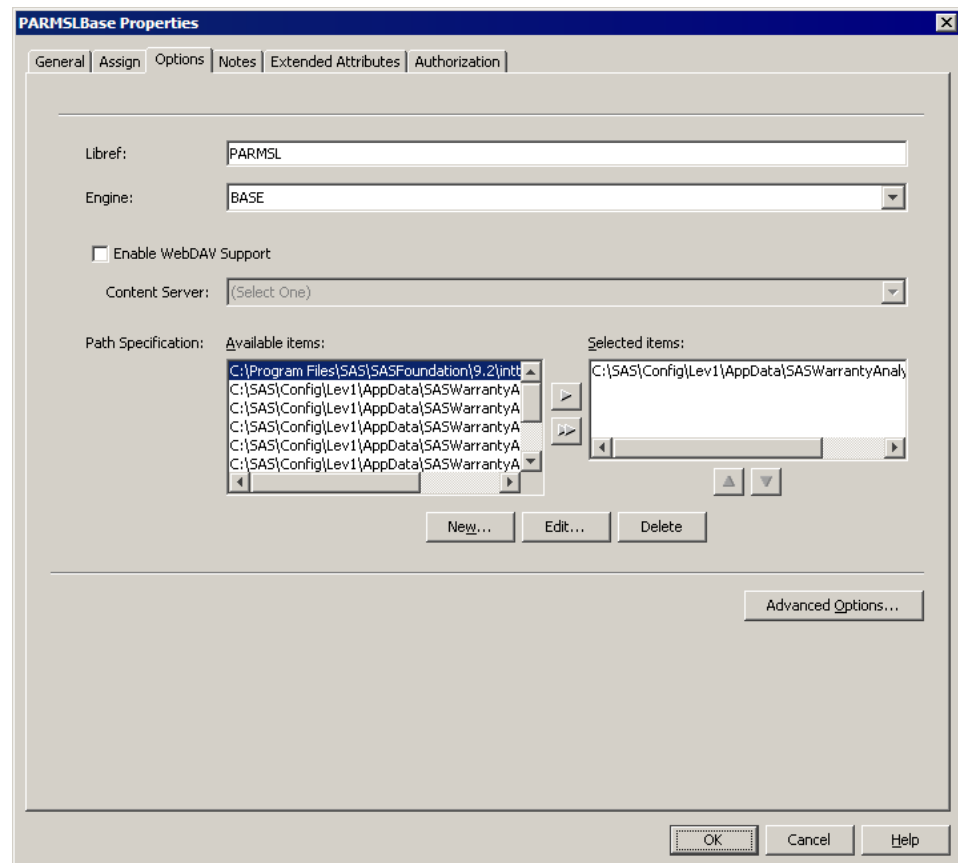 PARMSLBase Properties
General Assign Options Notes Extended Attributes Authorization
Libref: PARMSL
Engine: BASE
Enable WebDAV Support
Content Server: (Select One)
Path Specification: Available items: Selected items:
C:\Program Files\SAS\SASFoundation\9.2\intt
C:\SAS\Config\Lev1\AppData\SASWarrantyA
C:\SAS\Config\Lev1\AppData\SASWarrantyA
C:\SAS\Config\Lev1\AppData\SASWarrantyA
C:\SAS\Config\Lev1\AppData\SASWarrantyA
C:\SAS\Config\Lev1\AppData\SASWarrantyA
C:\SAS\Config\Lev1\AppData\SASWarrantyAnaly
New... Edit... Delete
Advanced Options...
OK Cancel Help